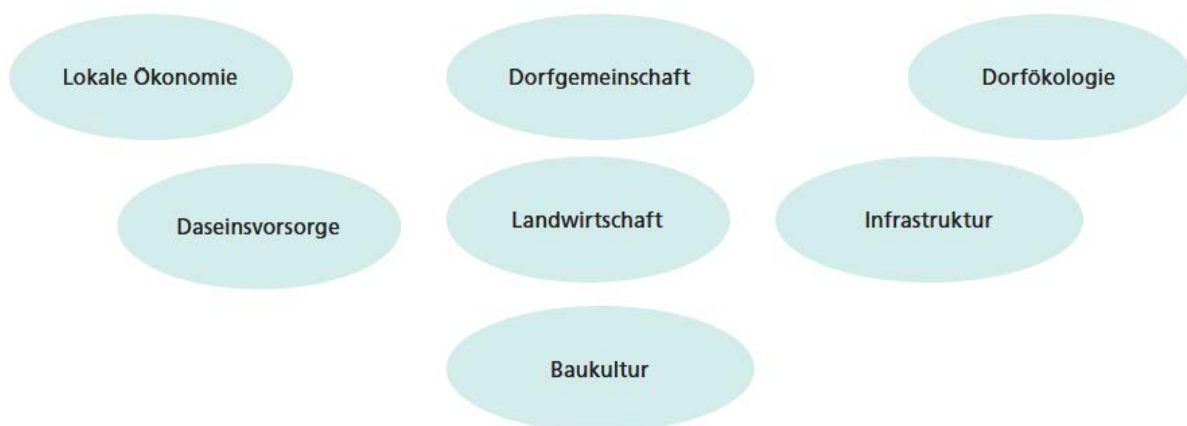 Lokale Ökonomie
Dorfgemeinschaft
Dorfökologie
Daseinsvorsorge
Landwirtschaft
Infrastruktur
Baukultur